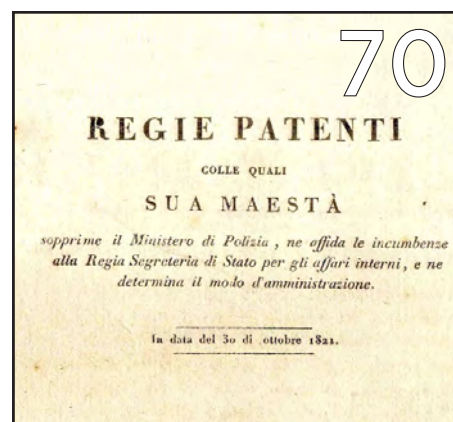 70
REGIE PATENTI
COLLE QUALI
SUA MAESTÀ
sopprime il Ministero di Polizia, ne affida le incumbenze
alla Regia Segreteria di Stato per gli affari interni, e ne
determina il modo d'amministrazione.
In data del 30 di ottobre 1821.